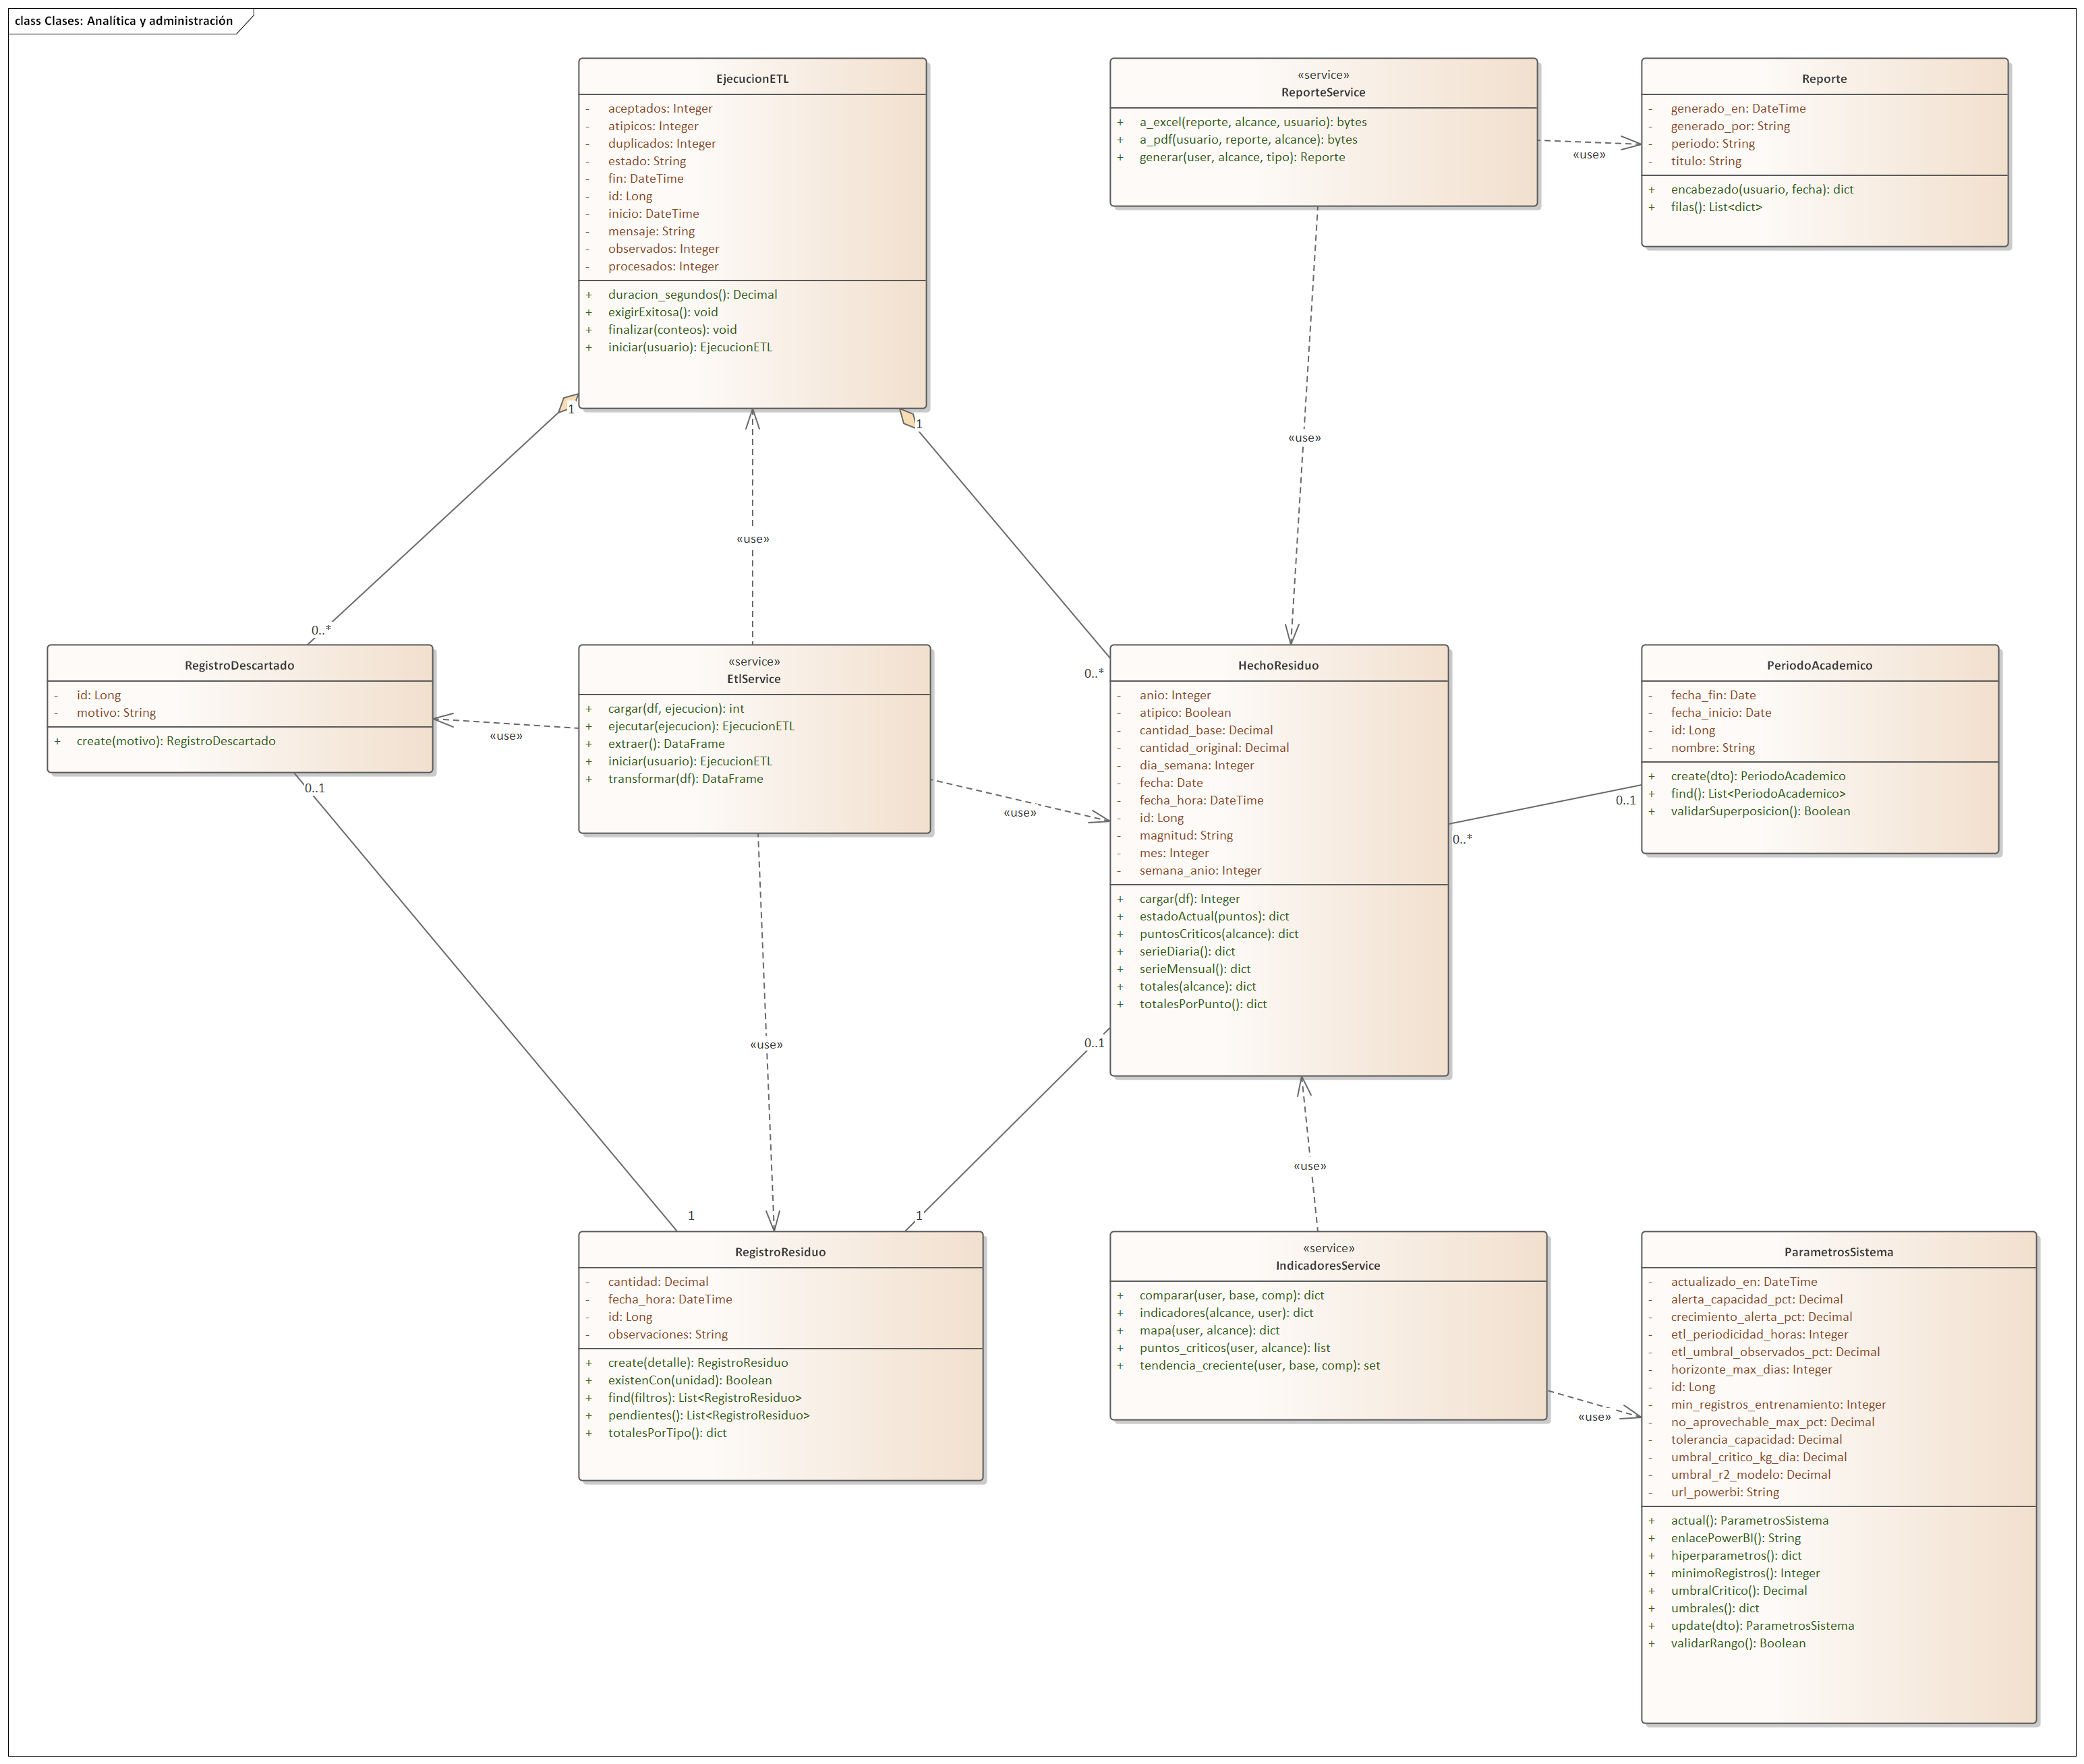 class Clases: Analítica y administración
EjecucionETL
- aceptados: Integer
- atipicos: Integer
- duplicados: Integer
- estado: String
- fin: DateTime
- id: Long
- inicio: DateTime
- mensaje: String
- observados: Integer
- procesados: Integer
+ duracion_segundos(): Decimal
+ exigirExitosa(): void
+ finalizar(conteos): void
+ iniciar(usuario): EjecucionETL
«service»
ReporteService
+ a_excel(reporte, alcance, usuario): bytes
+ a_pdf(usuario, reporte, alcance): bytes
+ generar(user, alcance, tipo): Reporte
«use»
Reporte
- generado_en: DateTime
- generado_por: String
- periodo: String
- titulo: String
+ encabezado(usuario, fecha): dict
+ filas(): List<dict>
1
1
«use»
«use»
0..*
0..*
RegistroDescartado
- id: Long
- motivo: String
+ create(motivo): RegistroDescartado
0..1
«use»
«service»
EtlService
+ cargar(df, ejecucion): int
+ ejecutar(ejecucion): EjecucionETL
+ extraer(): DataFrame
+ iniciar(usuario): EjecucionETL
+ transformar(df): DataFrame
«use»
HechoResiduo
- anio: Integer
- atipico: Boolean
- cantidad_base: Decimal
- cantidad_original: Decimal
- dia_semana: Integer
- fecha: Date
- fecha_hora: DateTime
- id: Long
- magnitud: String
- mes: Integer
- semana_anio: Integer
+ cargar(df): Integer
+ estadoActual(puntos): dict
+ puntosCriticos(alcance): dict
+ serieDiaria(): dict
+ serieMensual(): dict
+ totales(alcance): dict
+ totalesPorPunto(): dict
0..*
0..1
PeriodoAcademico
- fecha_fin: Date
- fecha_inicio: Date
- id: Long
- nombre: String
+ create(dto): PeriodoAcademico
+ find(): List<PeriodoAcademico>
+ validarSuperposicion(): Boolean
«use»
0..1
«use»
1
1
RegistroResiduo
- cantidad: Decimal
- fecha_hora: DateTime
- id: Long
- observaciones: String
+ create(detalle): RegistroResiduo
+ existenCon(unidad): Boolean
+ find(filtros): List<RegistroResiduo>
+ pendientes(): List<RegistroResiduo>
+ totalesPorTipo(): dict
«service»
IndicadoresService
+ comparar(user, base, comp): dict
+ indicadores(alcance, user): dict
+ mapa(user, alcance): dict
+ puntos_criticos(user, alcance): list
+ tendencia_creciente(user, base, comp): set
«use»
ParametrosSistema
- actualizado_en: DateTime
- alerta_capacidad_pct: Decimal
- crecimiento_alerta_pct: Decimal
- etl_periodicidad_horas: Integer
- etl_umbral_observados_pct: Decimal
- horizonte_max_dias: Integer
- id: Long
- min_registros_entrenamiento: Integer
- no_aprovechable_max_pct: Decimal
- tolerancia_capacidad: Decimal
- umbral_critico_kg_dia: Decimal
- umbral_r2_modelo: Decimal
- url_powerbi: String
+ actual(): ParametrosSistema
+ enlacePowerBI(): String
+ hiperparametros(): dict
+ minimoRegistros(): Integer
+ umbralCritico(): Decimal
+ umbrales(): dict
+ update(dto): ParametrosSistema
+ validarRango(): Boolean